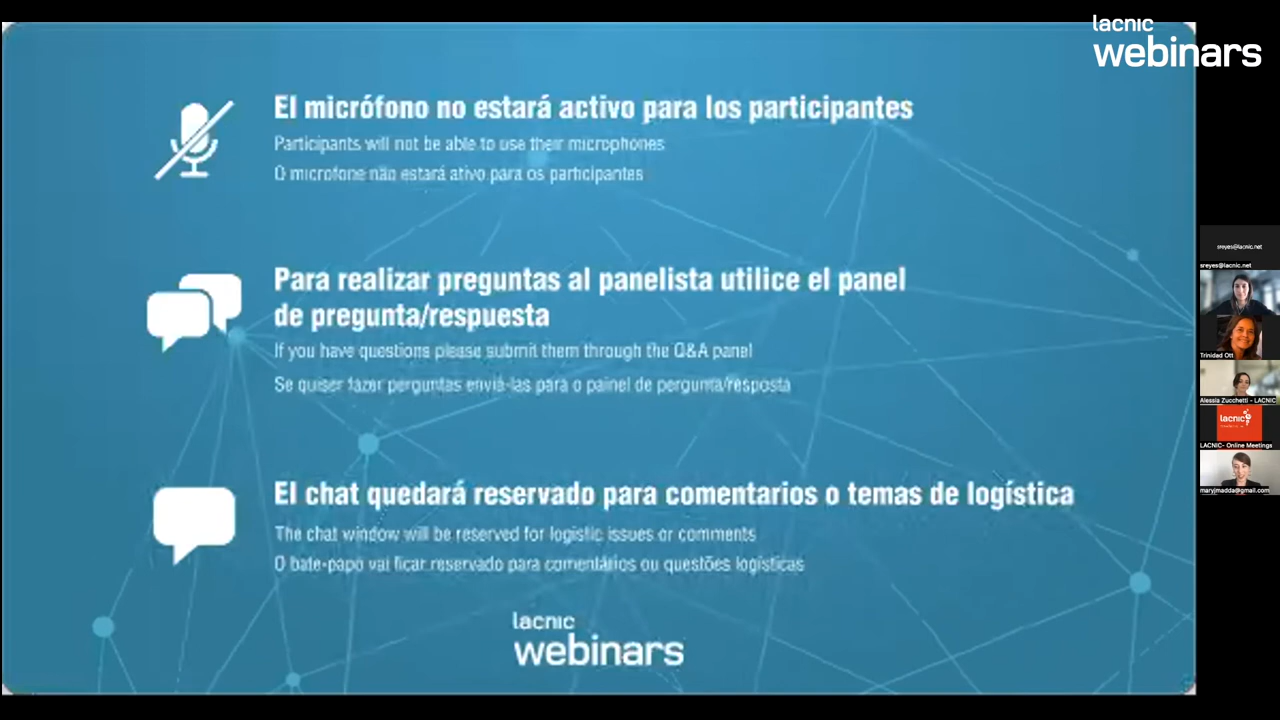 lacnic
webinars
El micrófono no estará activo para los participantes
Participants will not be able to use their microphones
O microfone não estará ativo para os participantes
Para realizar preguntas al panelista utilice el panel
de pregunta/respuesta
If you have questions please submit them through the Q&A panel
Se quiser fazer perguntas enviá-las para o painel de pergunta/resposta
El chat quedará reservado para comentarios o temas de logística
The chat window will be reserved for logistic issues or comments
O bate-papo vai ficar reservado para comentários ou questões logísticas
lacnic
webinars
sreyes@lacnic.net
sreyes@lacnic.net
Trinidad Ott
Alessia Zucchetti - LACNIC
lacnic
LACNIC- Online Meetings
maryjmadda@gmail.com